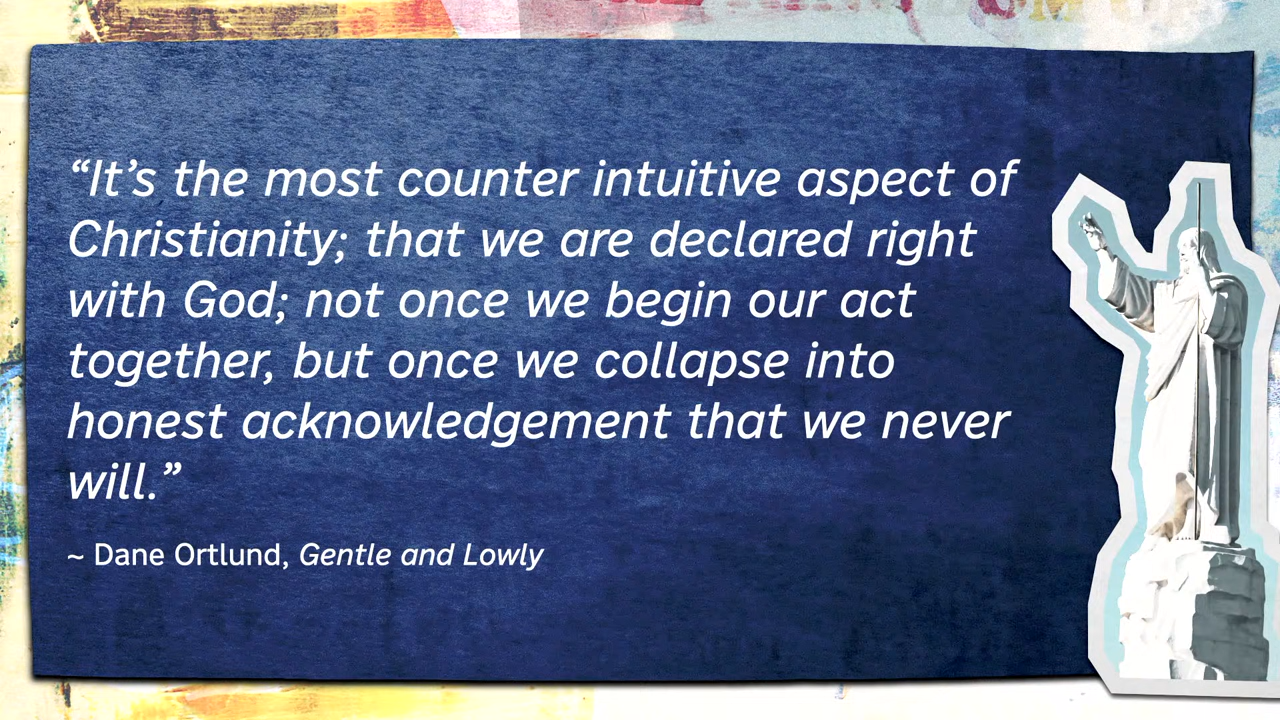 “It’s the most counter intuitive aspect of
Christianity; that we are declared right
with God; not once we begin our act
together, but once we collapse into
honest acknowledgement that we never
will.”
~ Dane Ortlund, Gentle and Lowly